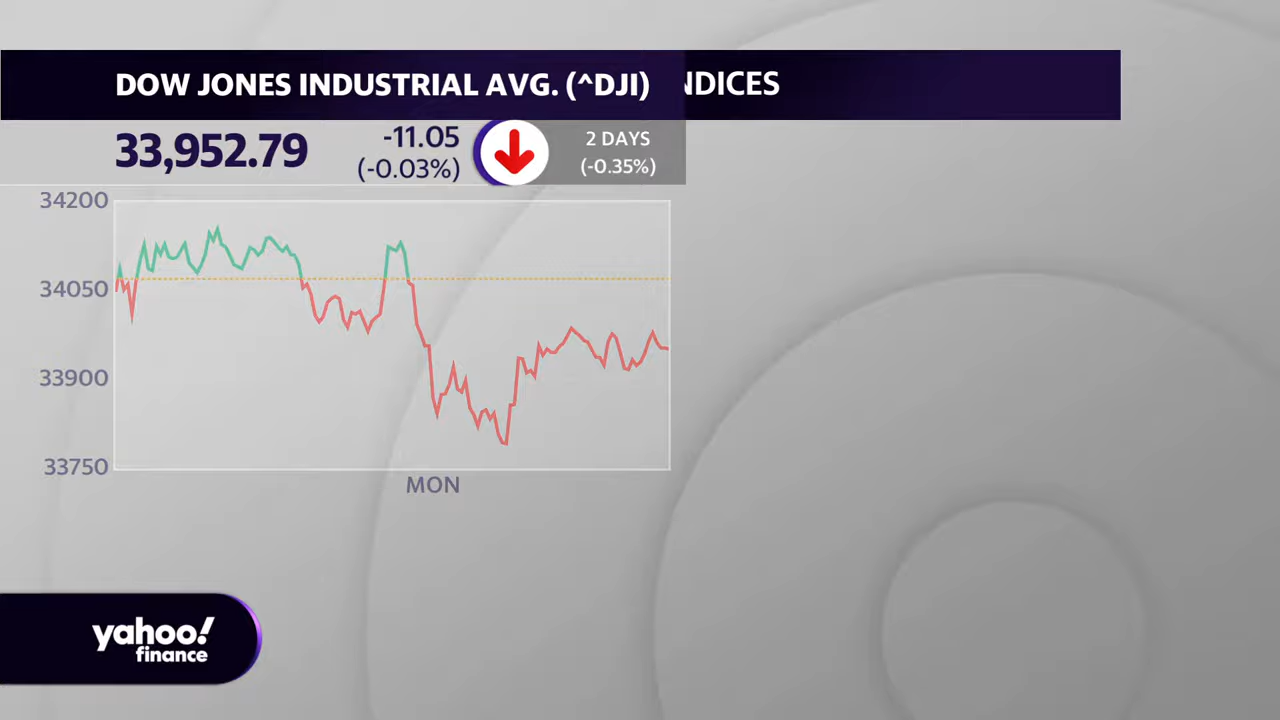 DOW JONES INDUSTRIAL AVG. (^DJI) NDICES
33,952.79
-11.05
(-0.03%)
2 DAYS
(-0.35%)
34200
34050
33900
33750
MON
yahoo!
finance